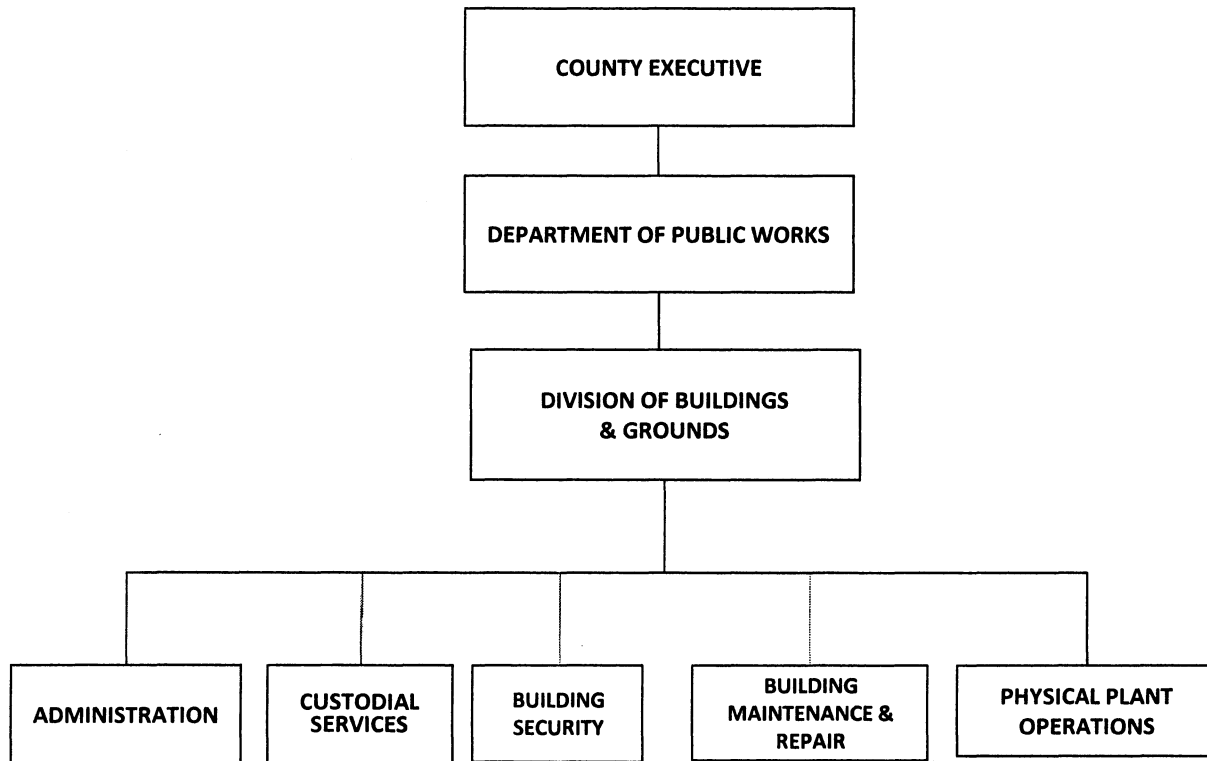 COUNTY EXECUTIVE
DEPARTMENT OF PUBLIC WORKS
DIVISION OF BUILDINGS
& GROUNDS
ADMINISTRATION
CUSTODIAL
SERVICES
BUILDING
SECURITY
BUILDING
MAINTENANCE &
REPAIR
PHYSICAL PLANT
OPERATIONS